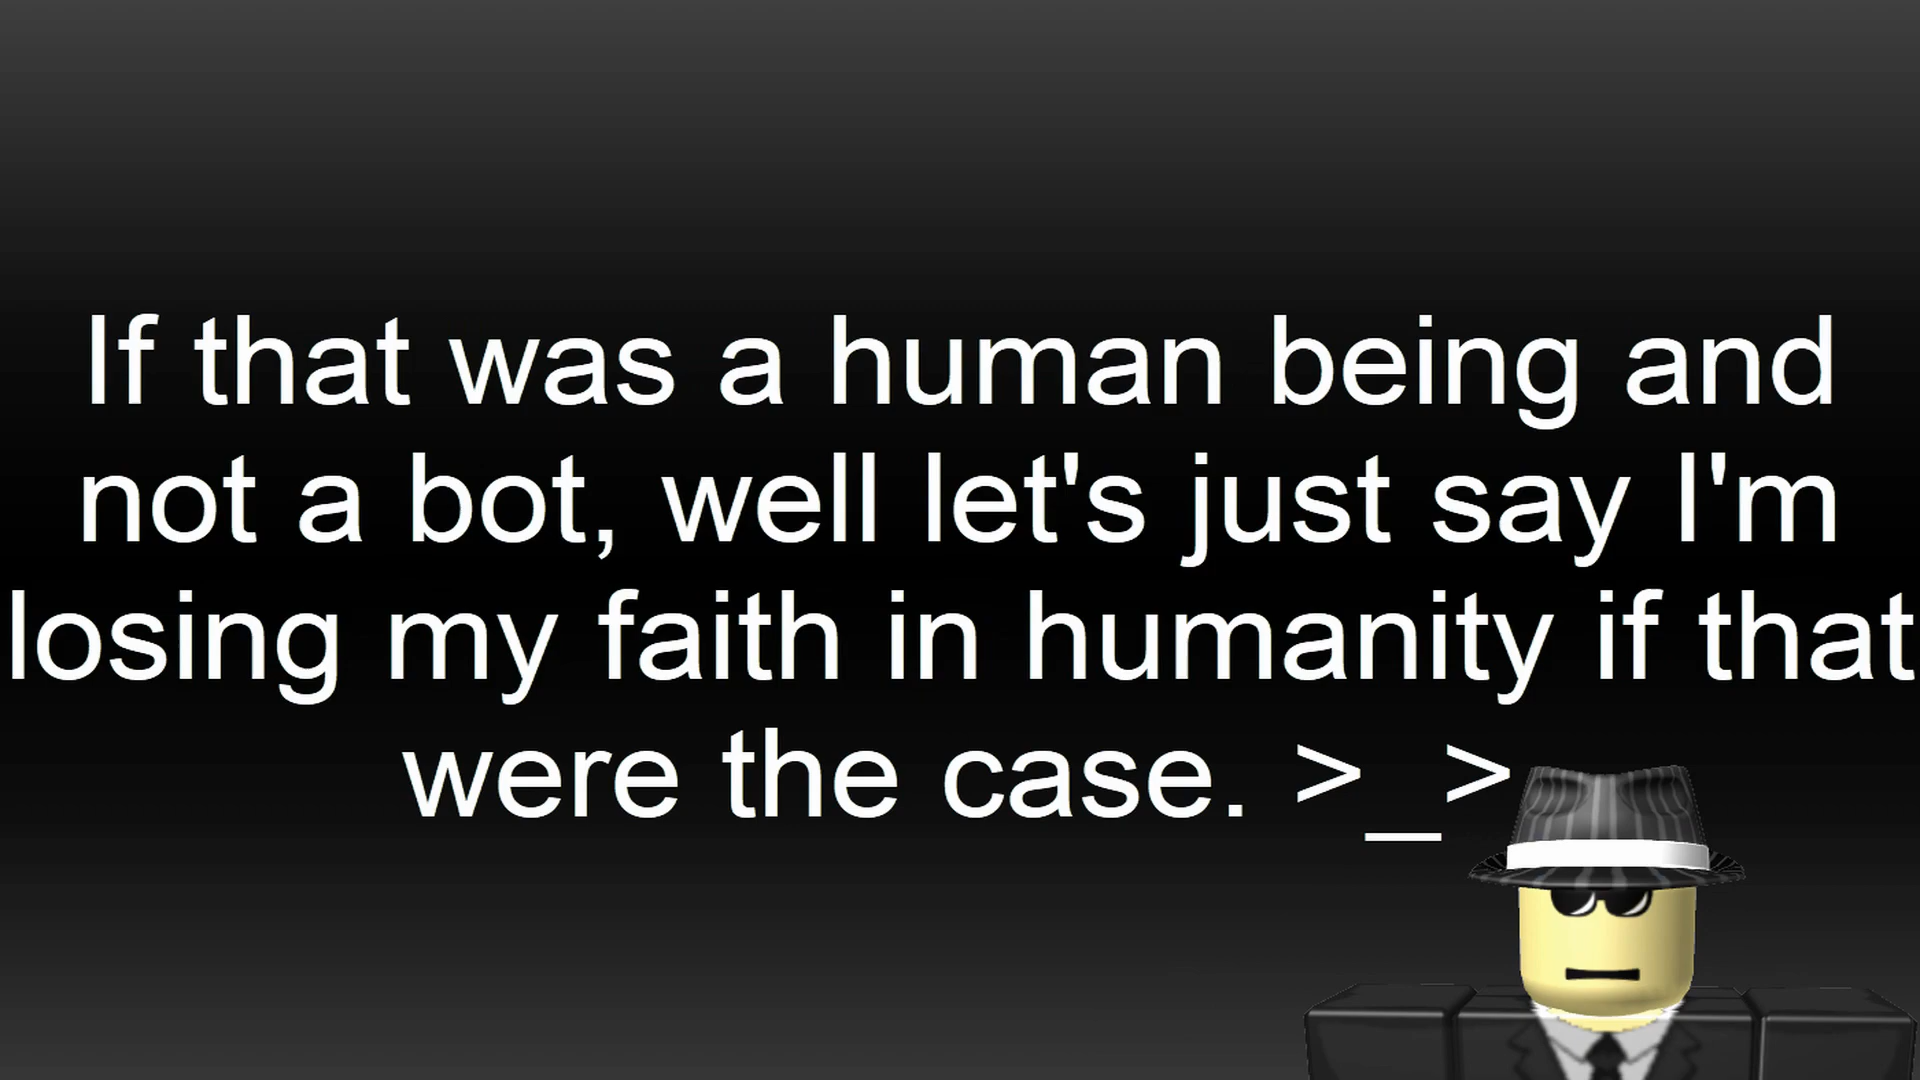 If that was a human being and
not a bot, well let's just say I'm
losing my faith in humanity if that
were the case. >_>